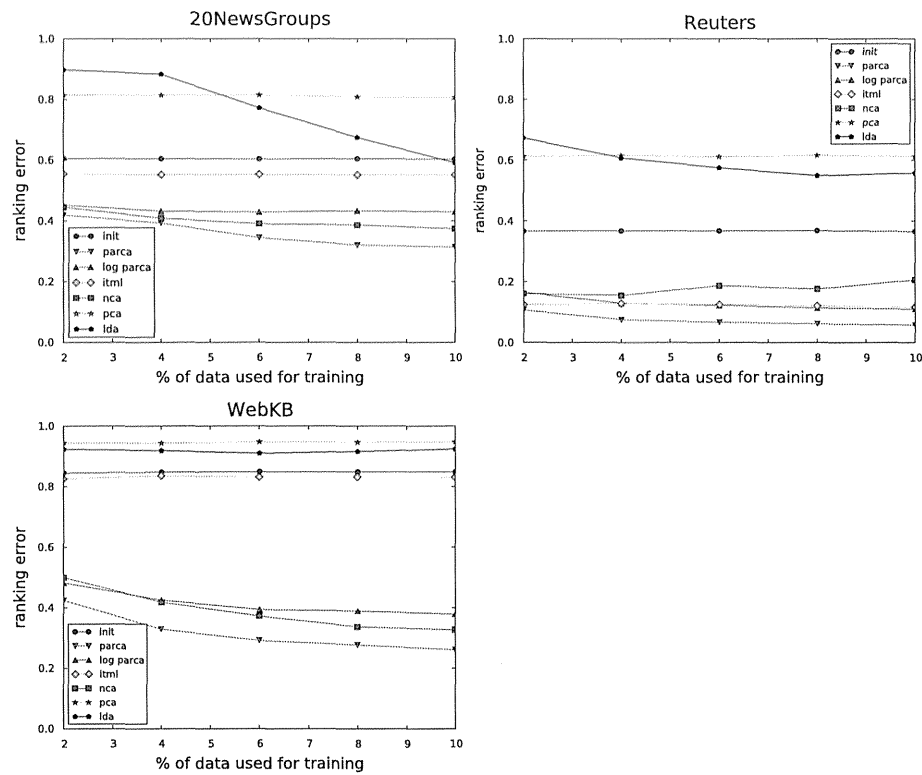 20NewsGroups
1.0
0.8
0.6
0.4
0.2
0.0
ranking error
init
parca
log parca
itml
nca
pca
lda
2 3 4 5 6 7 8 9 10
% of data used for training
Reuters
1.0
0.8
0.6
0.4
0.2
0.0
ranking error
init
parca
log parca
itml
nca
pca
lda
2 3 4 5 6 7 8 9 10
% of data used for training
WebKB
1.0
0.8
0.6
0.4
0.2
0.0
ranking error
init
parca
log parca
itml
nca
pca
lda
2 3 4 5 6 7 8 9 10
% of data used for training